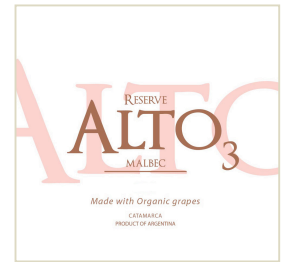 RESERVE
ALTO3
MALBEC
Made with Organic grapes
CATAMARCA
PRODUCT OF ARGENTINA